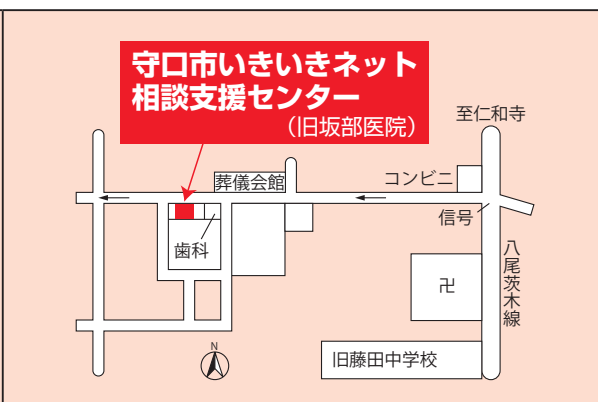 守口市いきいきネット
相談支援センター
（旧坂部医院）
至仁和寺
葬儀会館
コンビニ
信号
歯科
八尾茨木線
卍
N
旧藤田中学校